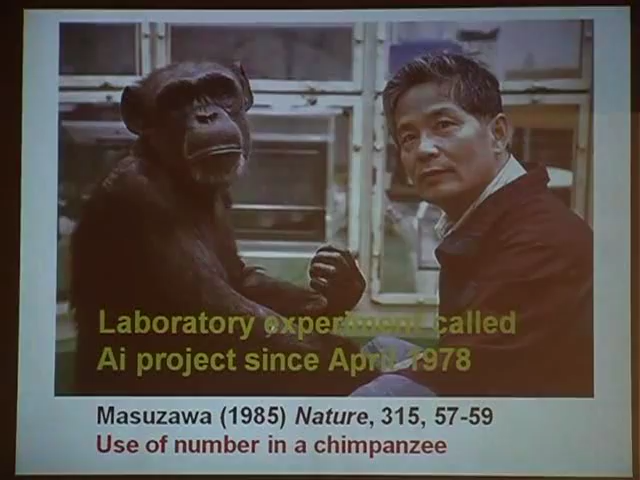 Laboratory experiment called
Ai project since April 1978
Masuzawa (1985) Nature, 315, 57-59
Use of number in a chimpanzee